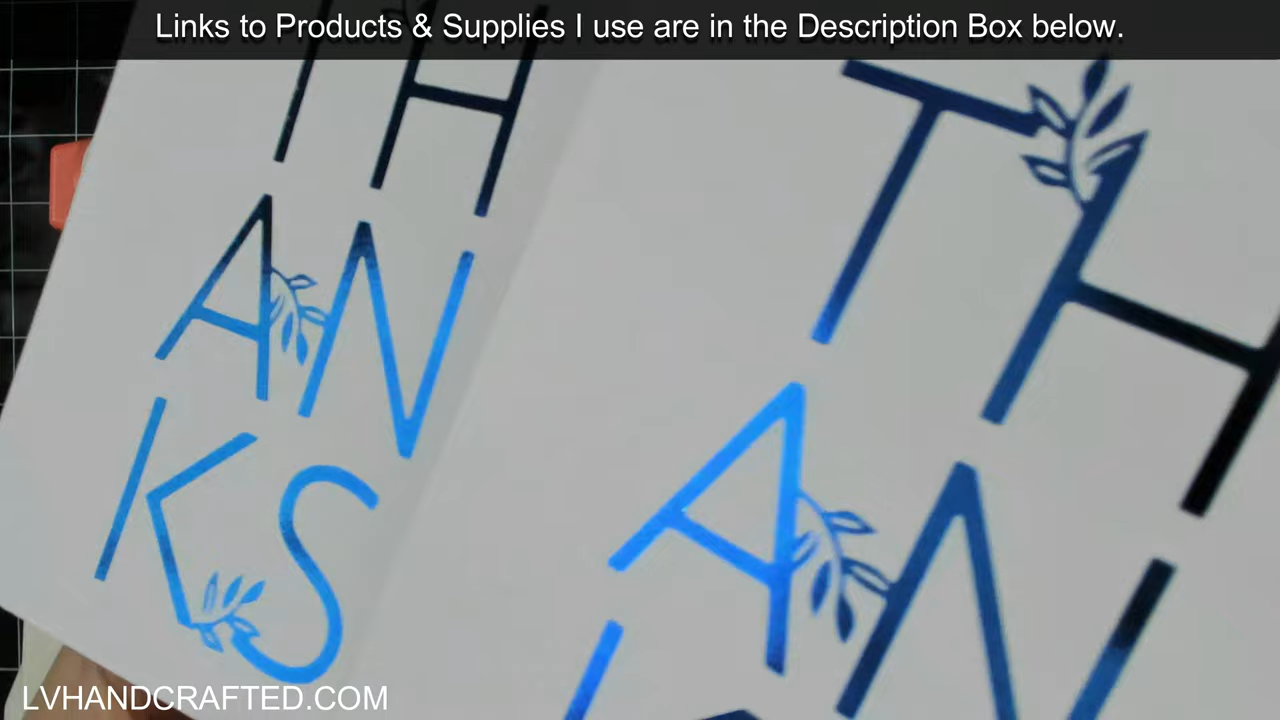 Links to Products & Supplies I use are in the Description Box below.
TH
AN
KS
TH
AN
LVHANDCRAFTED.COM